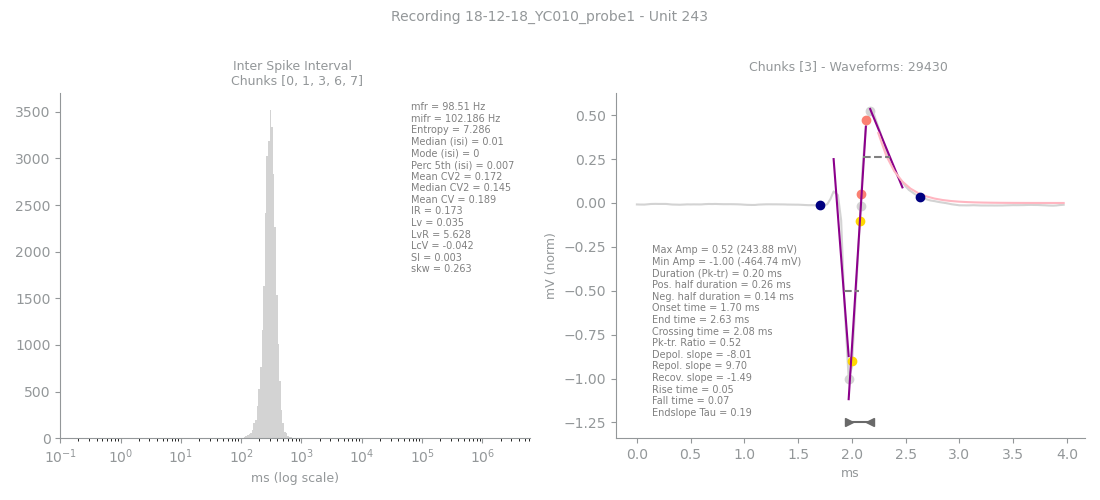 Recording 18-12-18_YC010_probe1 - Unit 243
Inter Spike Interval
Chunks [0, 1, 3, 6, 7]
3500
3000
2500
2000
1500
1000
500
0
10⁻¹
10⁰
10¹
10²
10³
10⁴
10⁵
10⁶
ms (log scale)
mfr = 98.51 Hz
mifr = 102.186 Hz
Entropy = 7.286
Median (isi) = 0.01
Mode (isi) = 0
Perc 5th (isi) = 0.007
Mean CV2 = 0.172
Median CV2 = 0.145
Mean CV = 0.189
IR = 0.173
Lv = 0.035
LvR = 5.628
LcV = -0.042
SI = 0.003
skw = 0.263
Chunks [3] - Waveforms: 29430
mV (norm)
0.50
0.25
0.00
−0.25
−0.50
−0.75
−1.00
−1.25
Max Amp = 0.52 (243.88 mV)
Min Amp = -1.00 (-464.74 mV)
Duration (Pk-tr) = 0.20 ms
Pos. half duration = 0.26 ms
Neg. half duration = 0.14 ms
Onset time = 1.70 ms
End time = 2.63 ms
Crossing time = 2.08 ms
Pk-tr. Ratio = 0.52
Depol. slope = -8.01
Repol. slope = 9.70
Recov. slope = -1.49
Rise time = 0.05
Fall time = 0.07
Endslope Tau = 0.19
0.0
0.5
1.0
1.5
2.0
2.5
3.0
3.5
4.0
ms